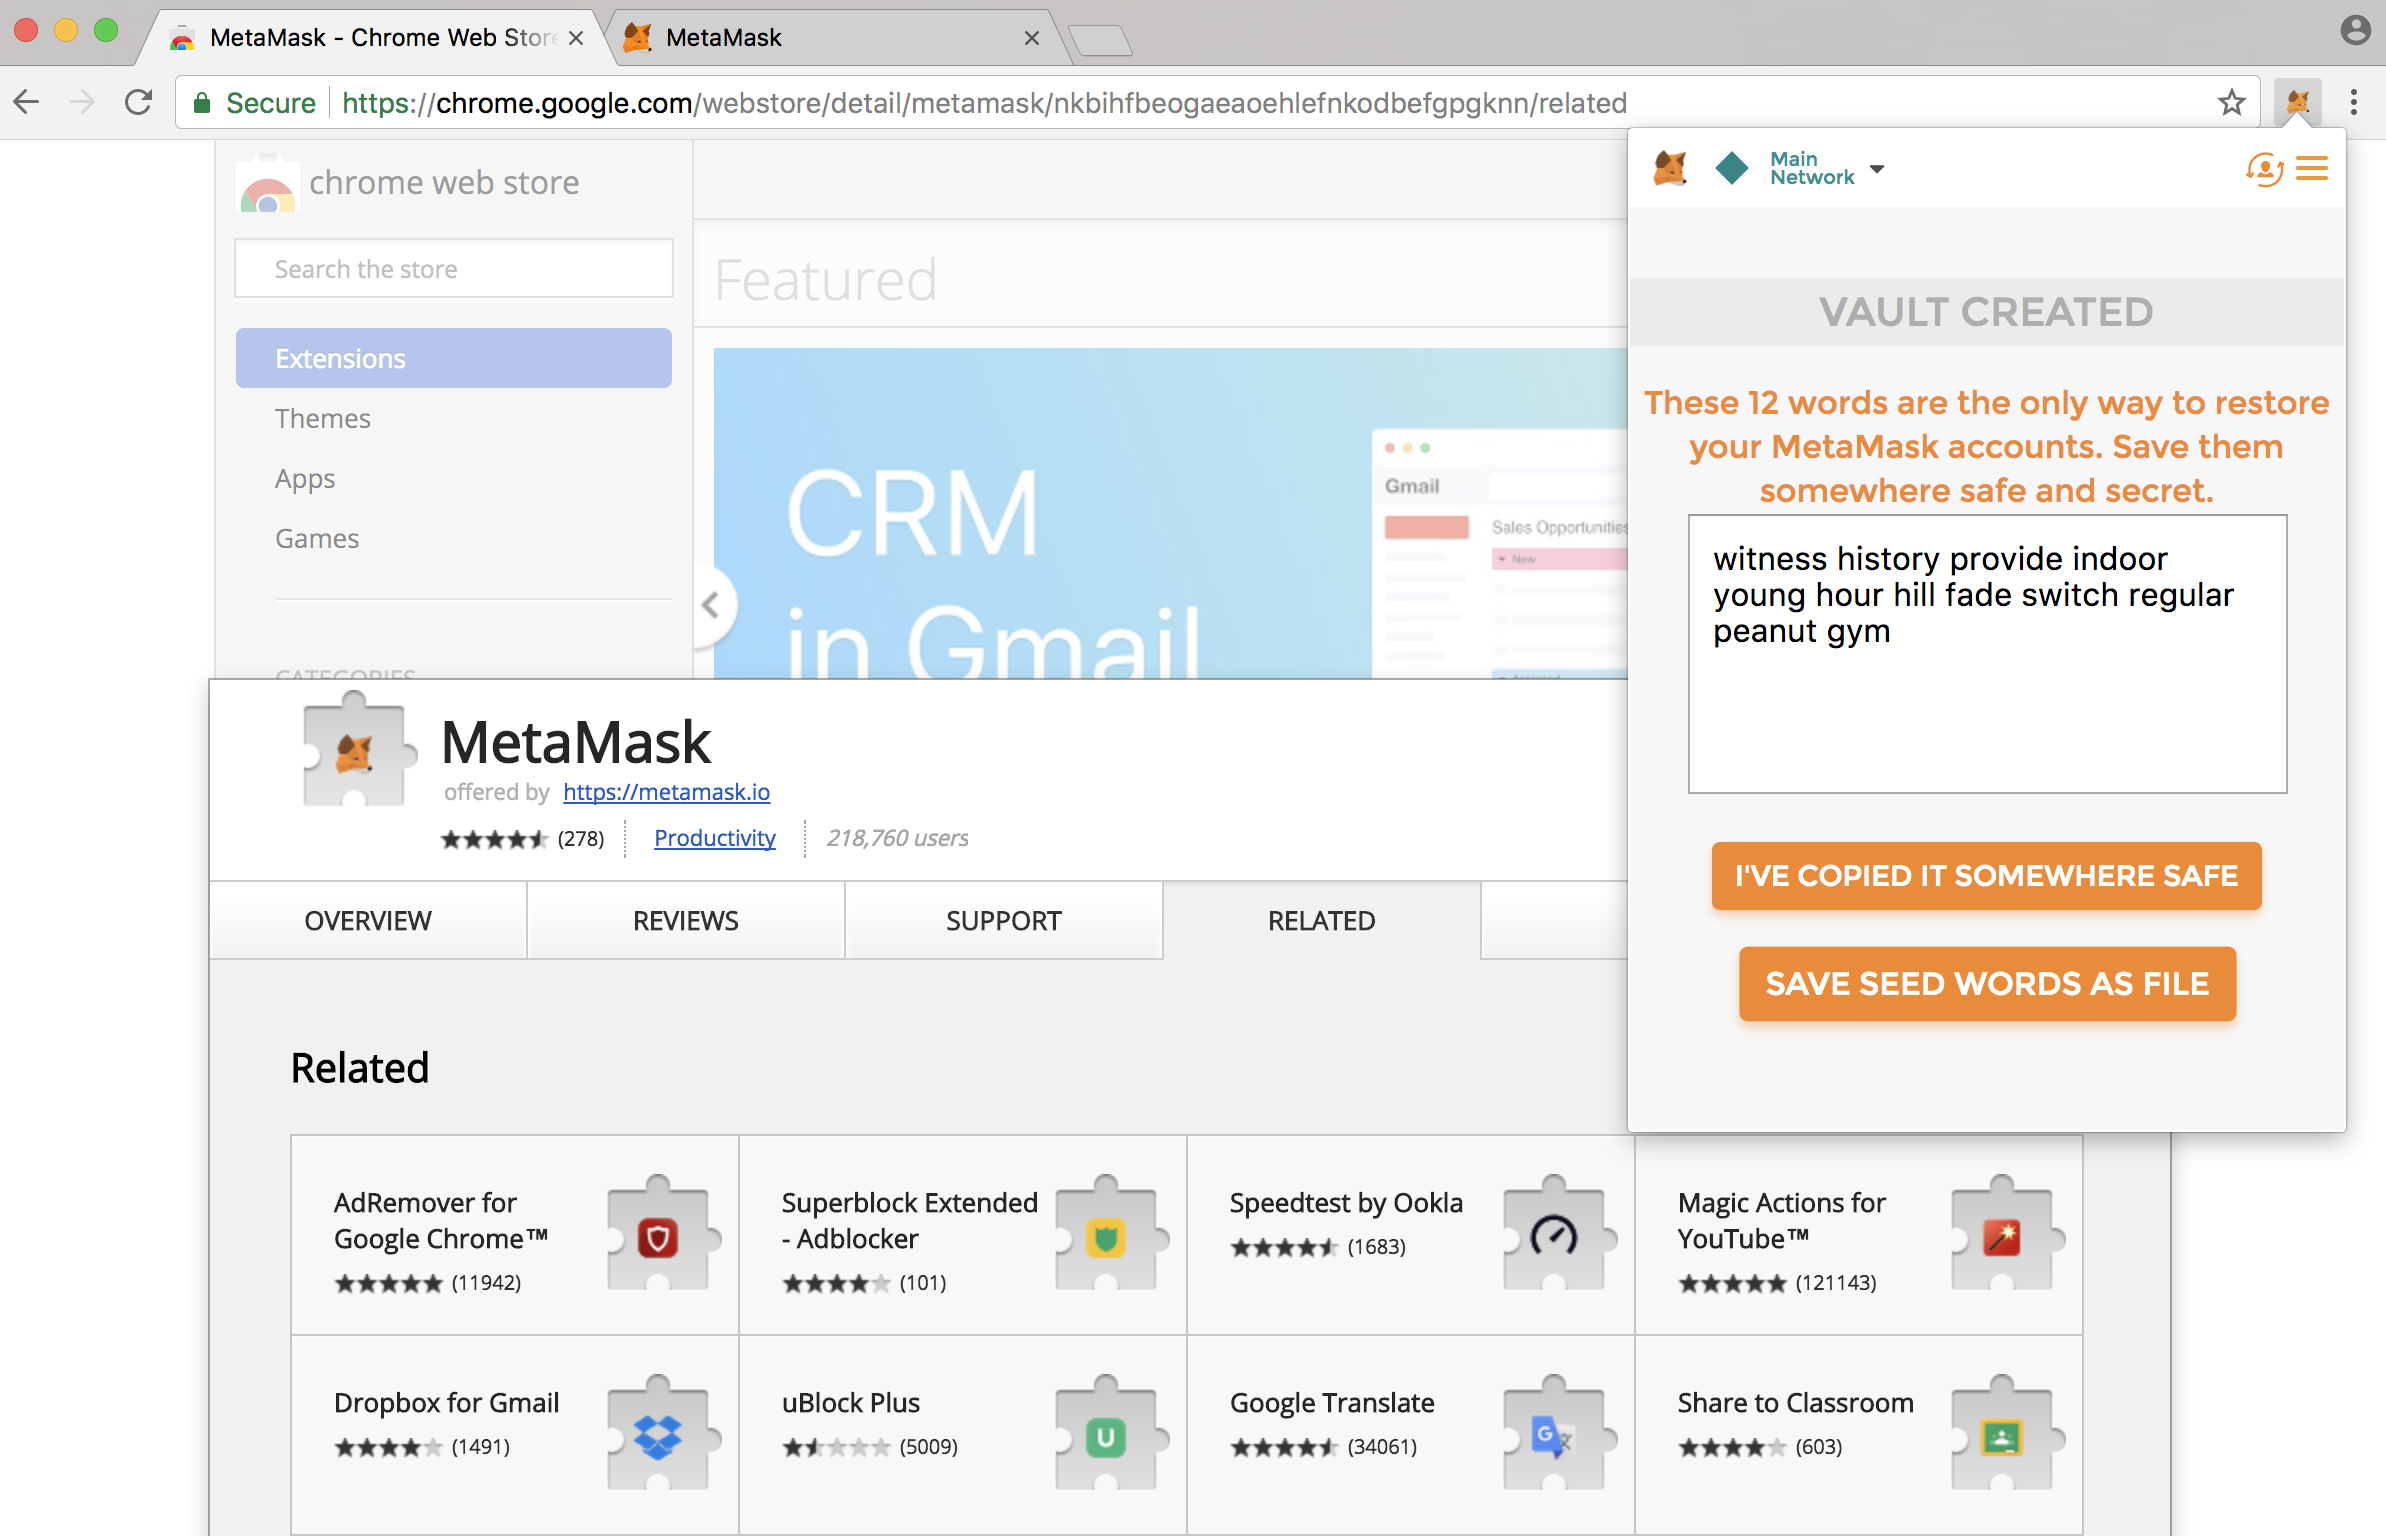 MetaMask - Chrome Web Store
MetaMask
Secure
https://chrome.google.com/webstore/detail/metamask/nkbihfbeogaeaoehlefnkodbefgpgknn/related
chrome web store
Search the store
Extensions
Themes
Apps
Games
CATEGORIES
Featured
CRM
in Gmail
Gmail
Sales Opportunities
New
Assigned
Main
Network
VAULT CREATED
These 12 words are the only way to restore
your MetaMask accounts. Save them
somewhere safe and secret.
witness history provide indoor
young hour hill fade switch regular
peanut gym
I'VE COPIED IT SOMEWHERE SAFE
SAVE SEED WORDS AS FILE
MetaMask
offered by https://metamask.io
(278)
Productivity
218,760 users
OVERVIEW
REVIEWS
SUPPORT
RELATED
Related
AdRemover for
Google Chrome™
(11942)
Superblock Extended
- Adblocker
(101)
Speedtest by Ookla
(1683)
Magic Actions for
YouTube™
(121143)
Dropbox for Gmail
(1491)
uBlock Plus
(5009)
Google Translate
(34061)
Share to Classroom
(603)